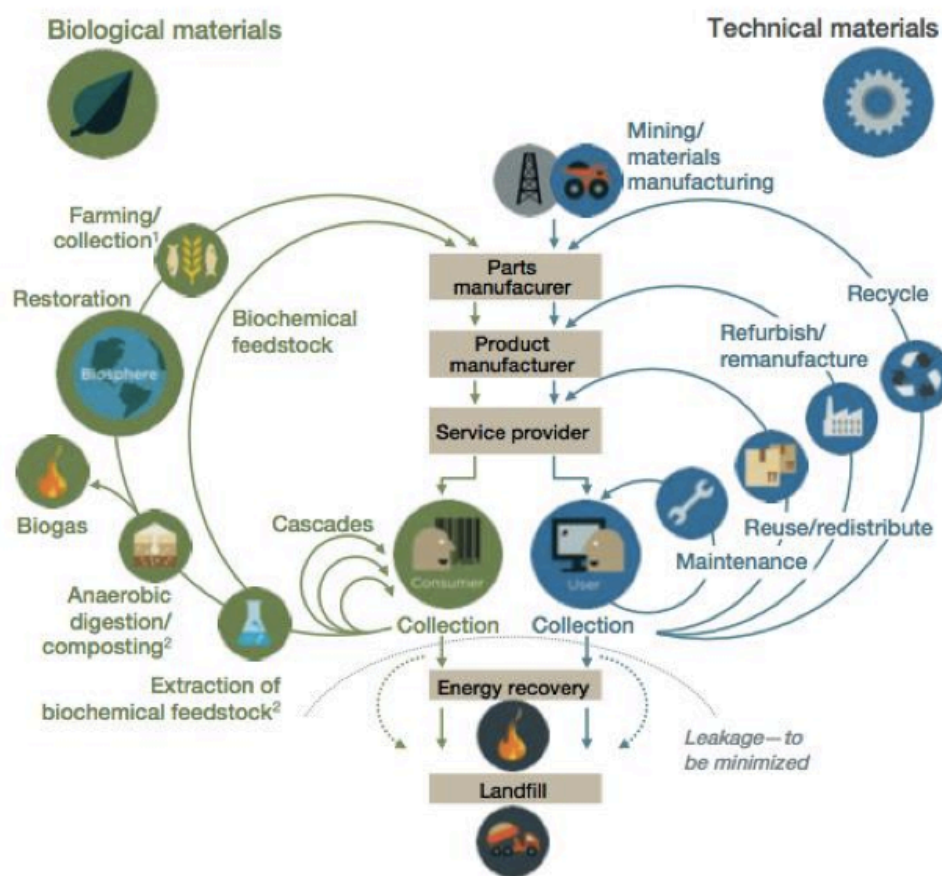 Biological materials
Technical materials
Mining/
materials
manufacturing
Farming/
collection¹
Parts
manufacurer
Recycle
Restoration
Biochemical
feedstock
Refurbish/
remanufacture
Product
manufacturer
Biosphere
Service provider
Biogas
Cascades
Reuse/redistribute
Consumer
User
Maintenance
Anaerobic
digestion/
composting²
Collection
Collection
Extraction of
biochemical feedstock²
Energy recovery
Leakage—to
be minimized
Landfill